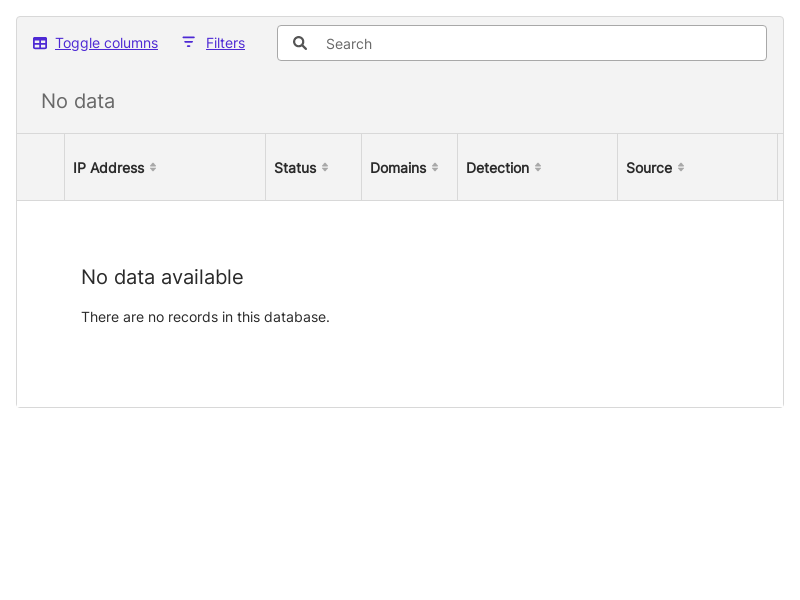 Toggle columns Filters Search
No data
IP Address Status Domains Detection Source
No data available
There are no records in this database.